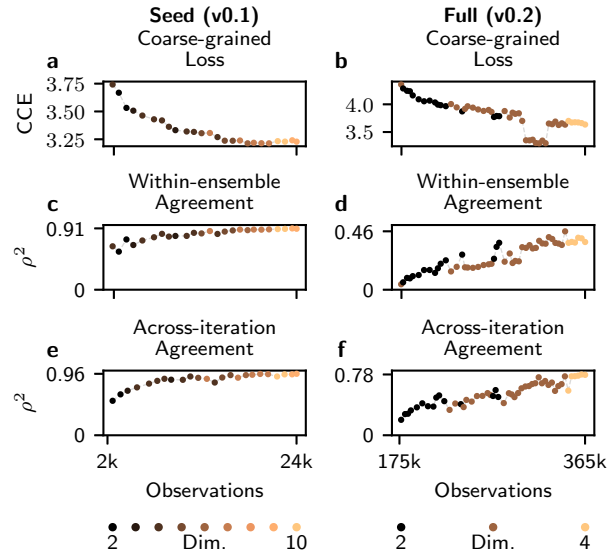 Seed (v0.1)
Full (v0.2)
a
Coarse-grained
Loss
b
Coarse-grained
Loss
CCE
3.75
3.50
3.25
4.0
3.5
c
Within-ensemble
Agreement
d
Within-ensemble
Agreement
ρ²
0.91
0
0.46
0
175k
e
Across-iteration
Agreement
f
Across-iteration
Agreement
ρ²
0.96
0
0.78
0
2k
24k
175k
365k
Observations
Observations
2
Dim.
10
2
Dim.
4